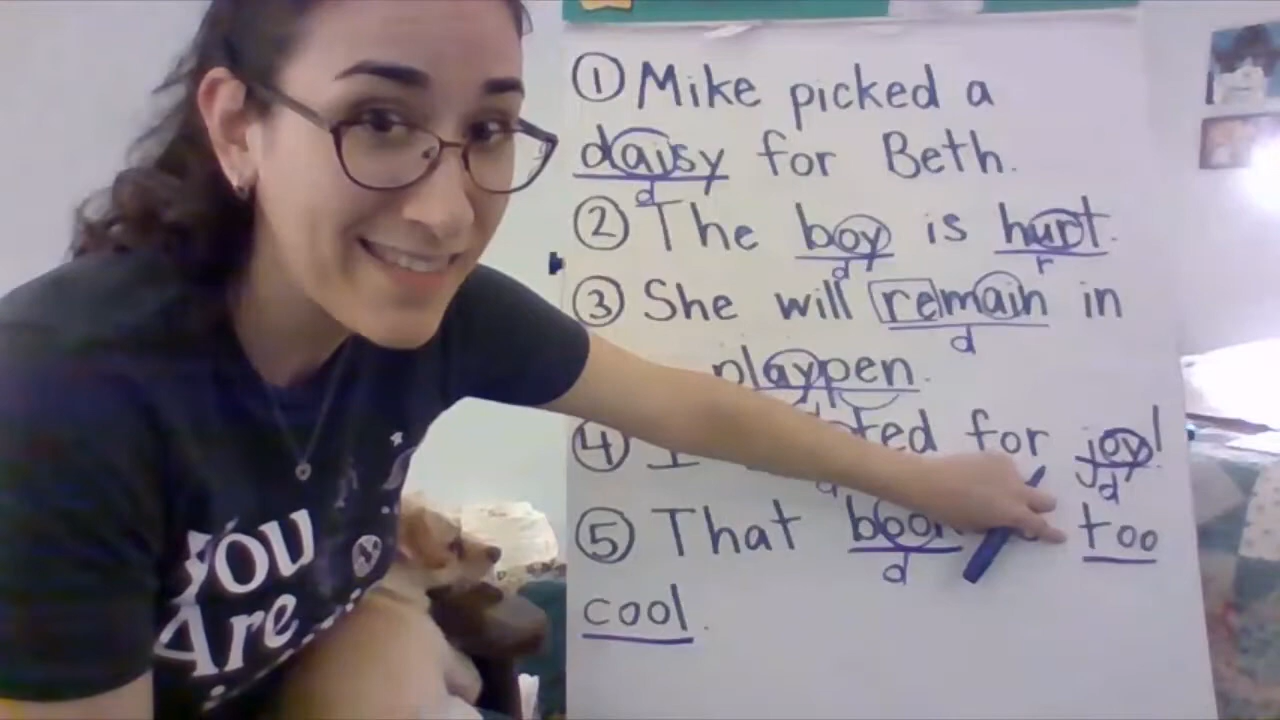 ① Mike picked a
daisy for Beth.
d
② The boy is hurt.
d r
③ She will remain in
d
playpen.
④ I for joy!
d d
⑤ That too
d
cool.
You
Are